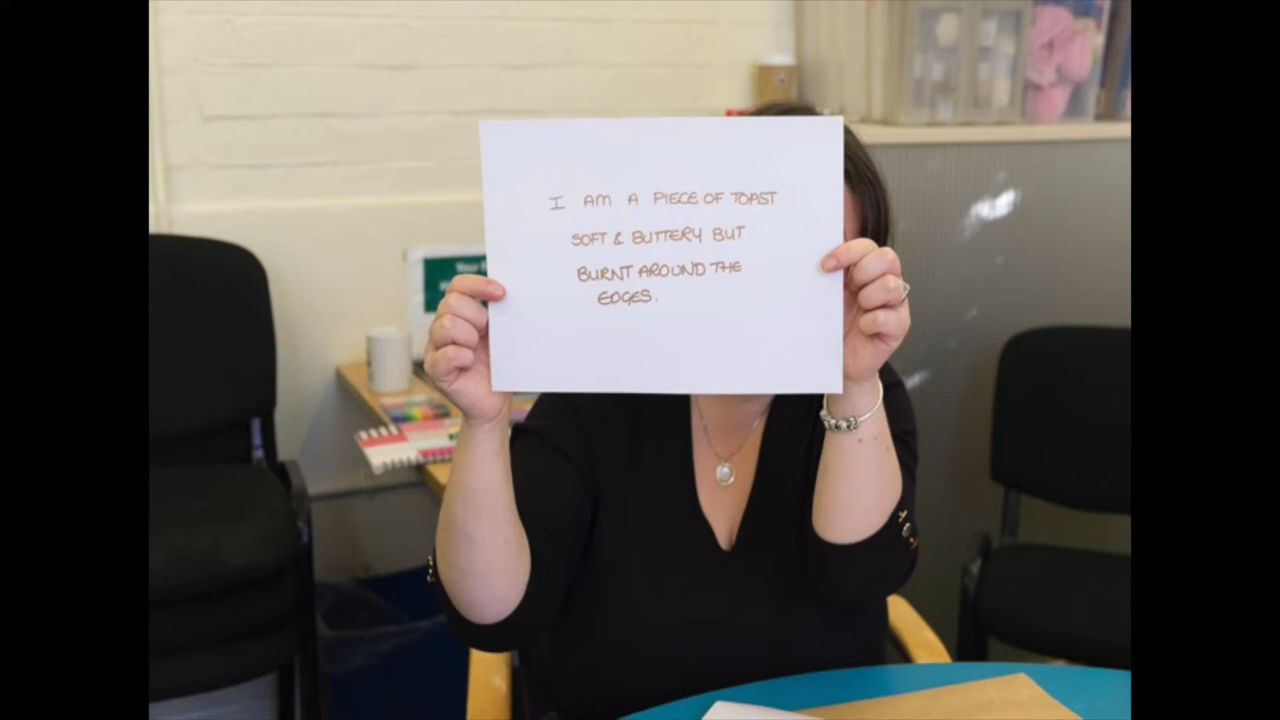 I AM A PIECE OF TOAST
SOFT & BUTTERY BUT
BURNT AROUND THE
EDGES.